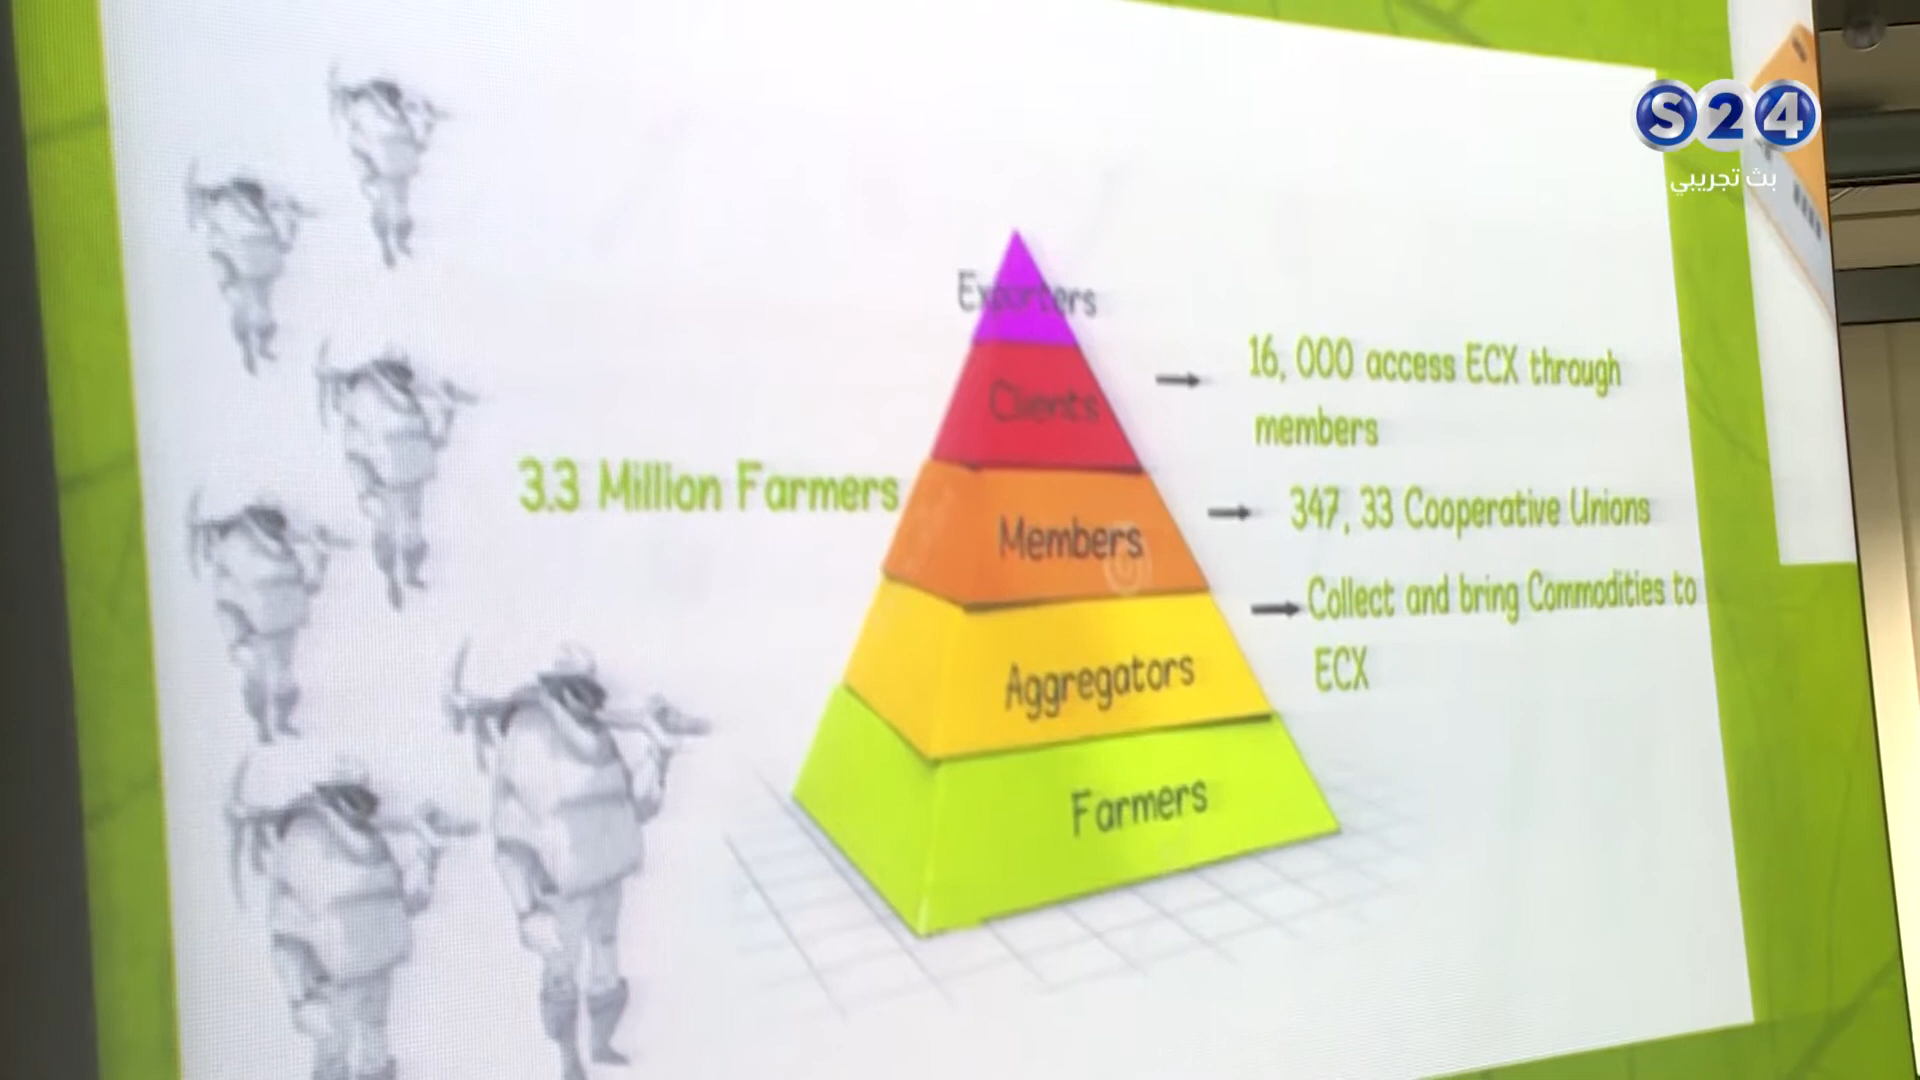 S24
بث تجريبي
Exporters
Clients
Members
Aggregators
Farmers
3.3 Million Farmers
16, 000 access ECX through
members
347, 33 Cooperative Unions
Collect and bring Commodities to
ECX